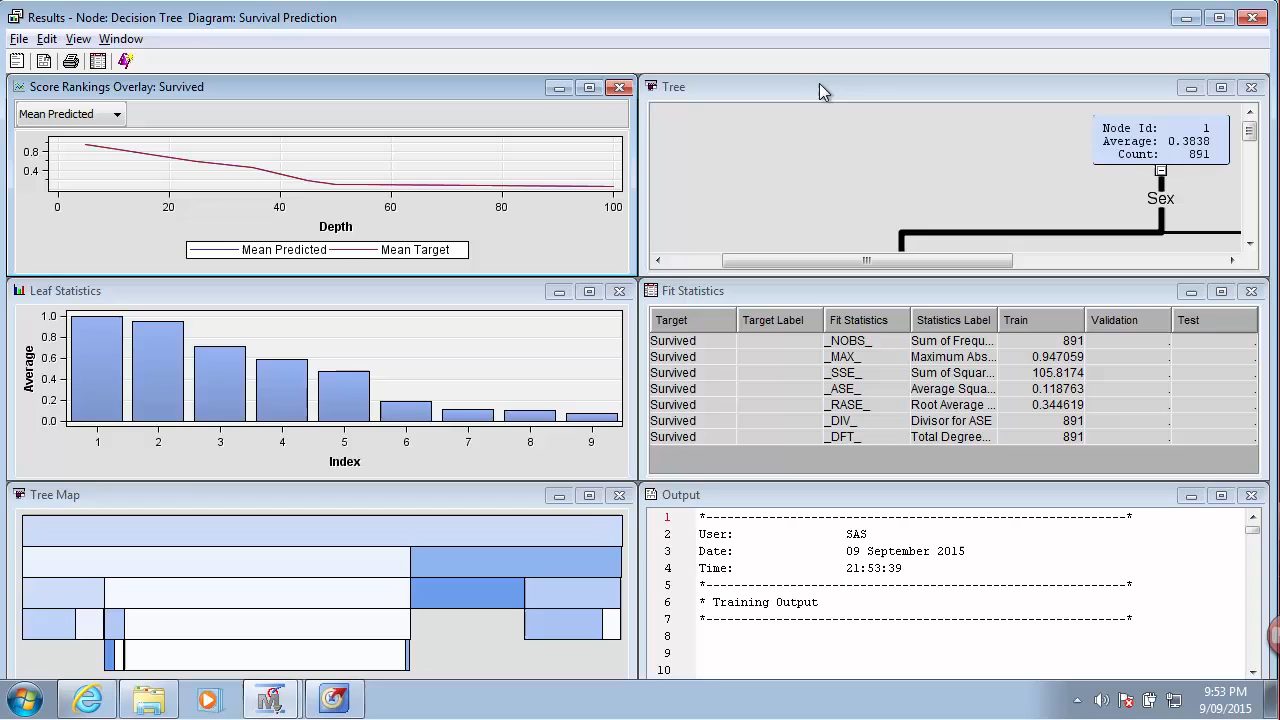 Results - Node: Decision Tree  Diagram: Survival Prediction
File Edit View Window
Score Rankings Overlay: Survived
Mean Predicted
0.8
0.4
0 20 40 60 80 100
Depth
Mean Predicted Mean Target
Tree
Node Id: 1
Average: 0.3838
Count: 891
Sex
Leaf Statistics
Average
1.0
0.8
0.6
0.4
0.2
0.0
1 2 3 4 5 6 7 8 9
Index
Fit Statistics
Target Target Label Fit Statistics Statistics Label Train Validation Test
Survived _NOBS_ Sum of Frequ... 891 . .
Survived _MAX_ Maximum Abs... 0.947059 . .
Survived _SSE_ Sum of Squar... 105.8174 . .
Survived _ASE_ Average Squa... 0.118763 . .
Survived _RASE_ Root Average ... 0.344619 . .
Survived _DIV_ Divisor for ASE 891 . .
Survived _DFT_ Total Degree... 891 . .
Tree Map
Output
1 *------------------------------------------------------------*
2 User: SAS
3 Date: 09 September 2015
4 Time: 21:53:39
5 *------------------------------------------------------------*
6 * Training Output
7 *------------------------------------------------------------*
8
9
10
9:53 PM
9/09/2015